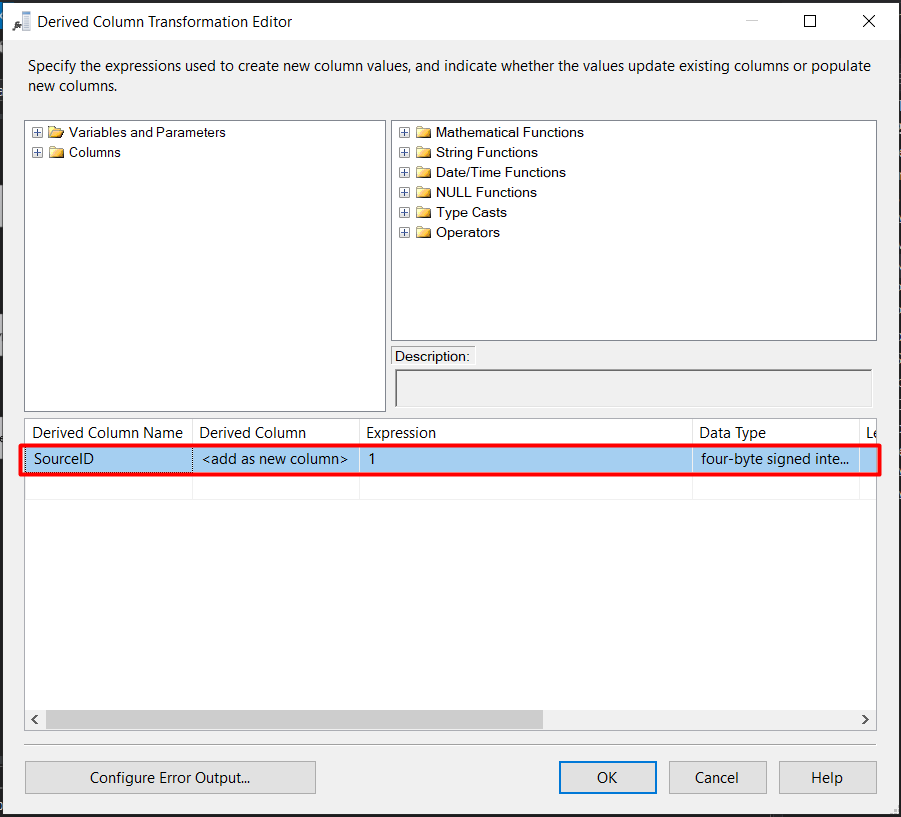 Derived Column Transformation Editor
Specify the expressions used to create new column values, and indicate whether the values update existing columns or populate
new columns.
Variables and Parameters
Columns
Mathematical Functions
String Functions
Date/Time Functions
NULL Functions
Type Casts
Operators
Description:
Derived Column Name Derived Column Expression Data Type
SourceID <add as new column> 1 four-byte signed inte...
Configure Error Output... OK Cancel Help